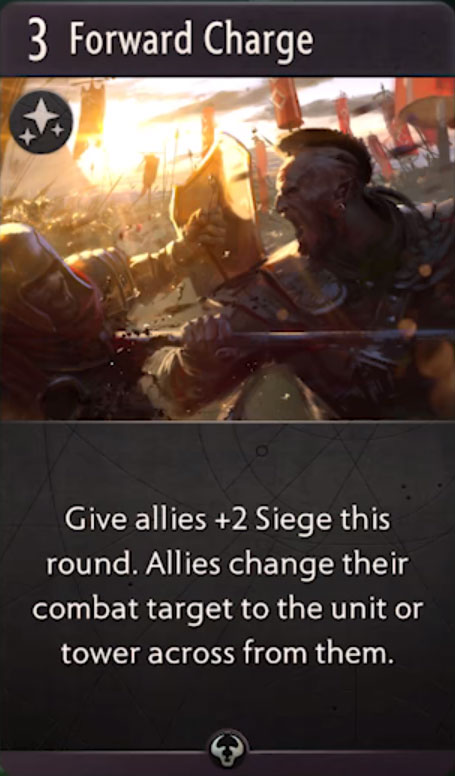 3 Forward Charge
Give allies +2 Siege this
round. Allies change their
combat target to the unit or
tower across from them.